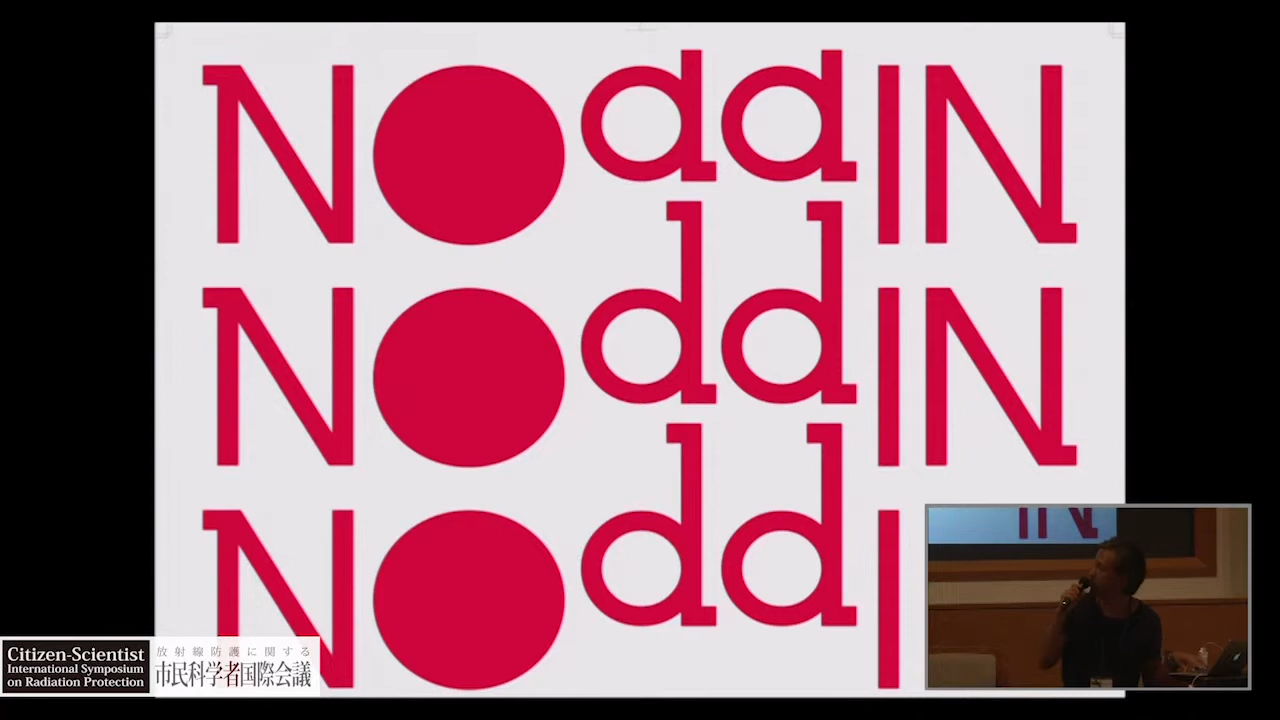 NOddIN
NOddIN
NOddI
IN
Citizen-Scientist
International Symposium
on Radiation Protection
放射線防護に関する
市民科学者国際会議